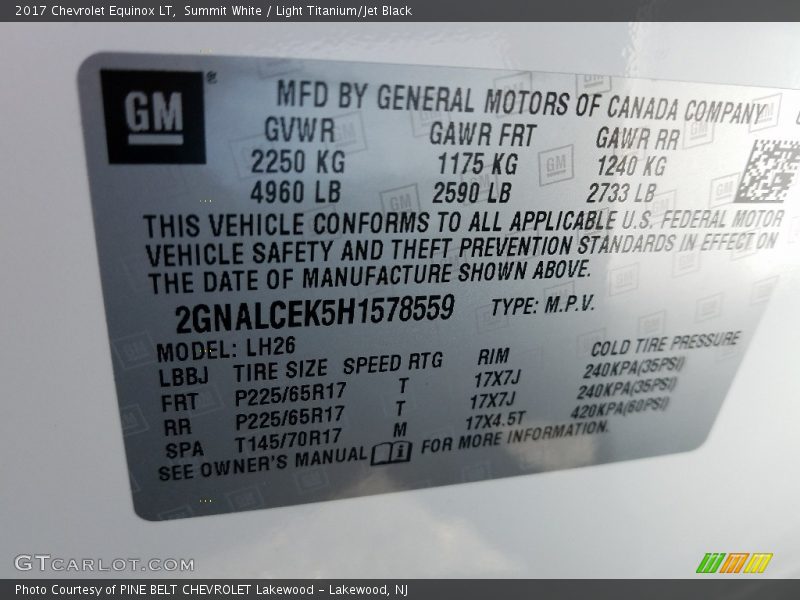 2017 Chevrolet Equinox LT, Summit White / Light Titanium/Jet Black
GM ®
MFD BY GENERAL MOTORS OF CANADA COMPANY
GVWR GAWR FRT GAWR RR
2250 KG 1175 KG 1240 KG
4960 LB 2590 LB 2733 LB
THIS VEHICLE CONFORMS TO ALL APPLICABLE U.S. FEDERAL MOTOR
VEHICLE SAFETY AND THEFT PREVENTION STANDARDS IN EFFECT ON
THE DATE OF MANUFACTURE SHOWN ABOVE.
2GNALCEK5H1578559 TYPE: M.P.V.
MODEL: LH26
LBBJ TIRE SIZE SPEED RTG RIM COLD TIRE PRESSURE
FRT P225/65R17 T 17X7J 240KPA(35PSI)
RR P225/65R17 T 17X7J 240KPA(35PSI)
SPA T145/70R17 M 17X4.5T 420KPA(60PSI)
SEE OWNER'S MANUAL FOR MORE INFORMATION.
GTCARLOT.COM
Photo Courtesy of PINE BELT CHEVROLET Lakewood - Lakewood, NJ